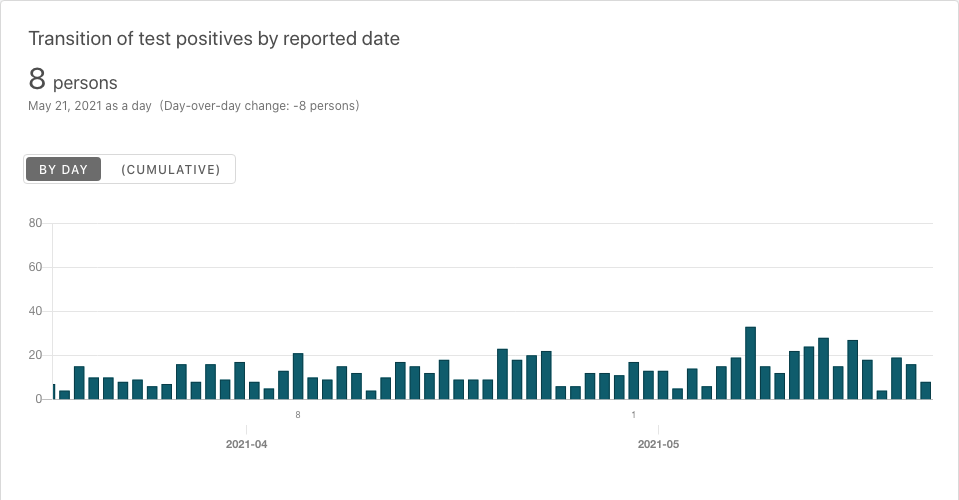 Transition of test positives by reported date
8 persons
May 21, 2021 as a day (Day-over-day change: -8 persons)
BY DAY (CUMULATIVE)
80
60
40
20
0
8 1
2021-04 2021-05